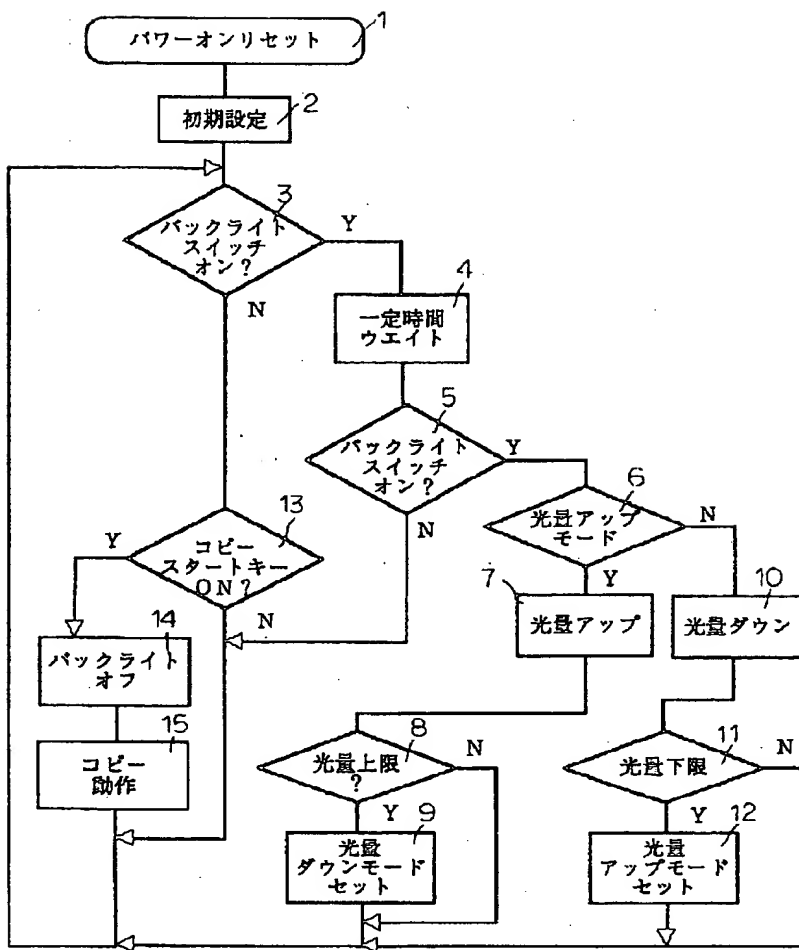 パワーオンリセット
1
初期設定
2
バックライト
スイッチ
オン?
3
Y
N
一定時間
ウエイト
4
バックライト
スイッチ
オン?
5
Y
N
光量アップ
モード
6
N
Y
コピー
スタートキー
ON?
13
Y
N
7
光量アップ
10
光量ダウン
バックライト
オフ
14
コピー
動作
15
光量上限
?
8
N
Y
光量
ダウンモード
セット
9
光量下限
11
N
Y
光量
アップモード
セット
12